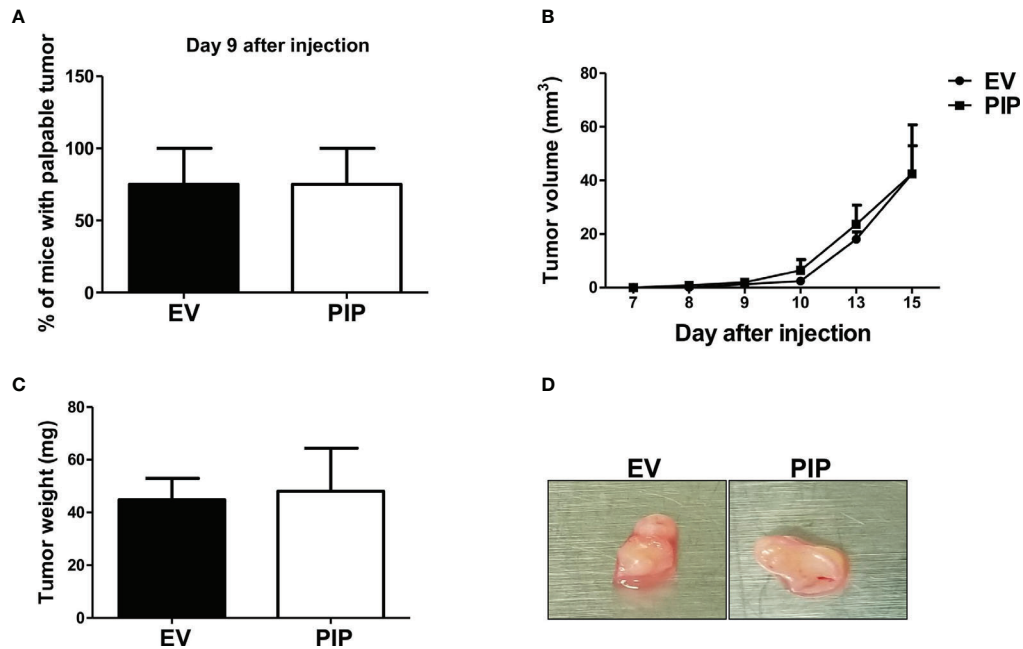 A
Day 9 after injection
% of mice with palpable tumor
150
100
50
0
EV
PIP
B
Tumor volume (mm³)
80
60
40
20
0
7 8 9 10 13 15
Day after injection
EV
PIP
C
Tumor weight (mg)
80
60
40
20
0
EV
PIP
D
EV
PIP